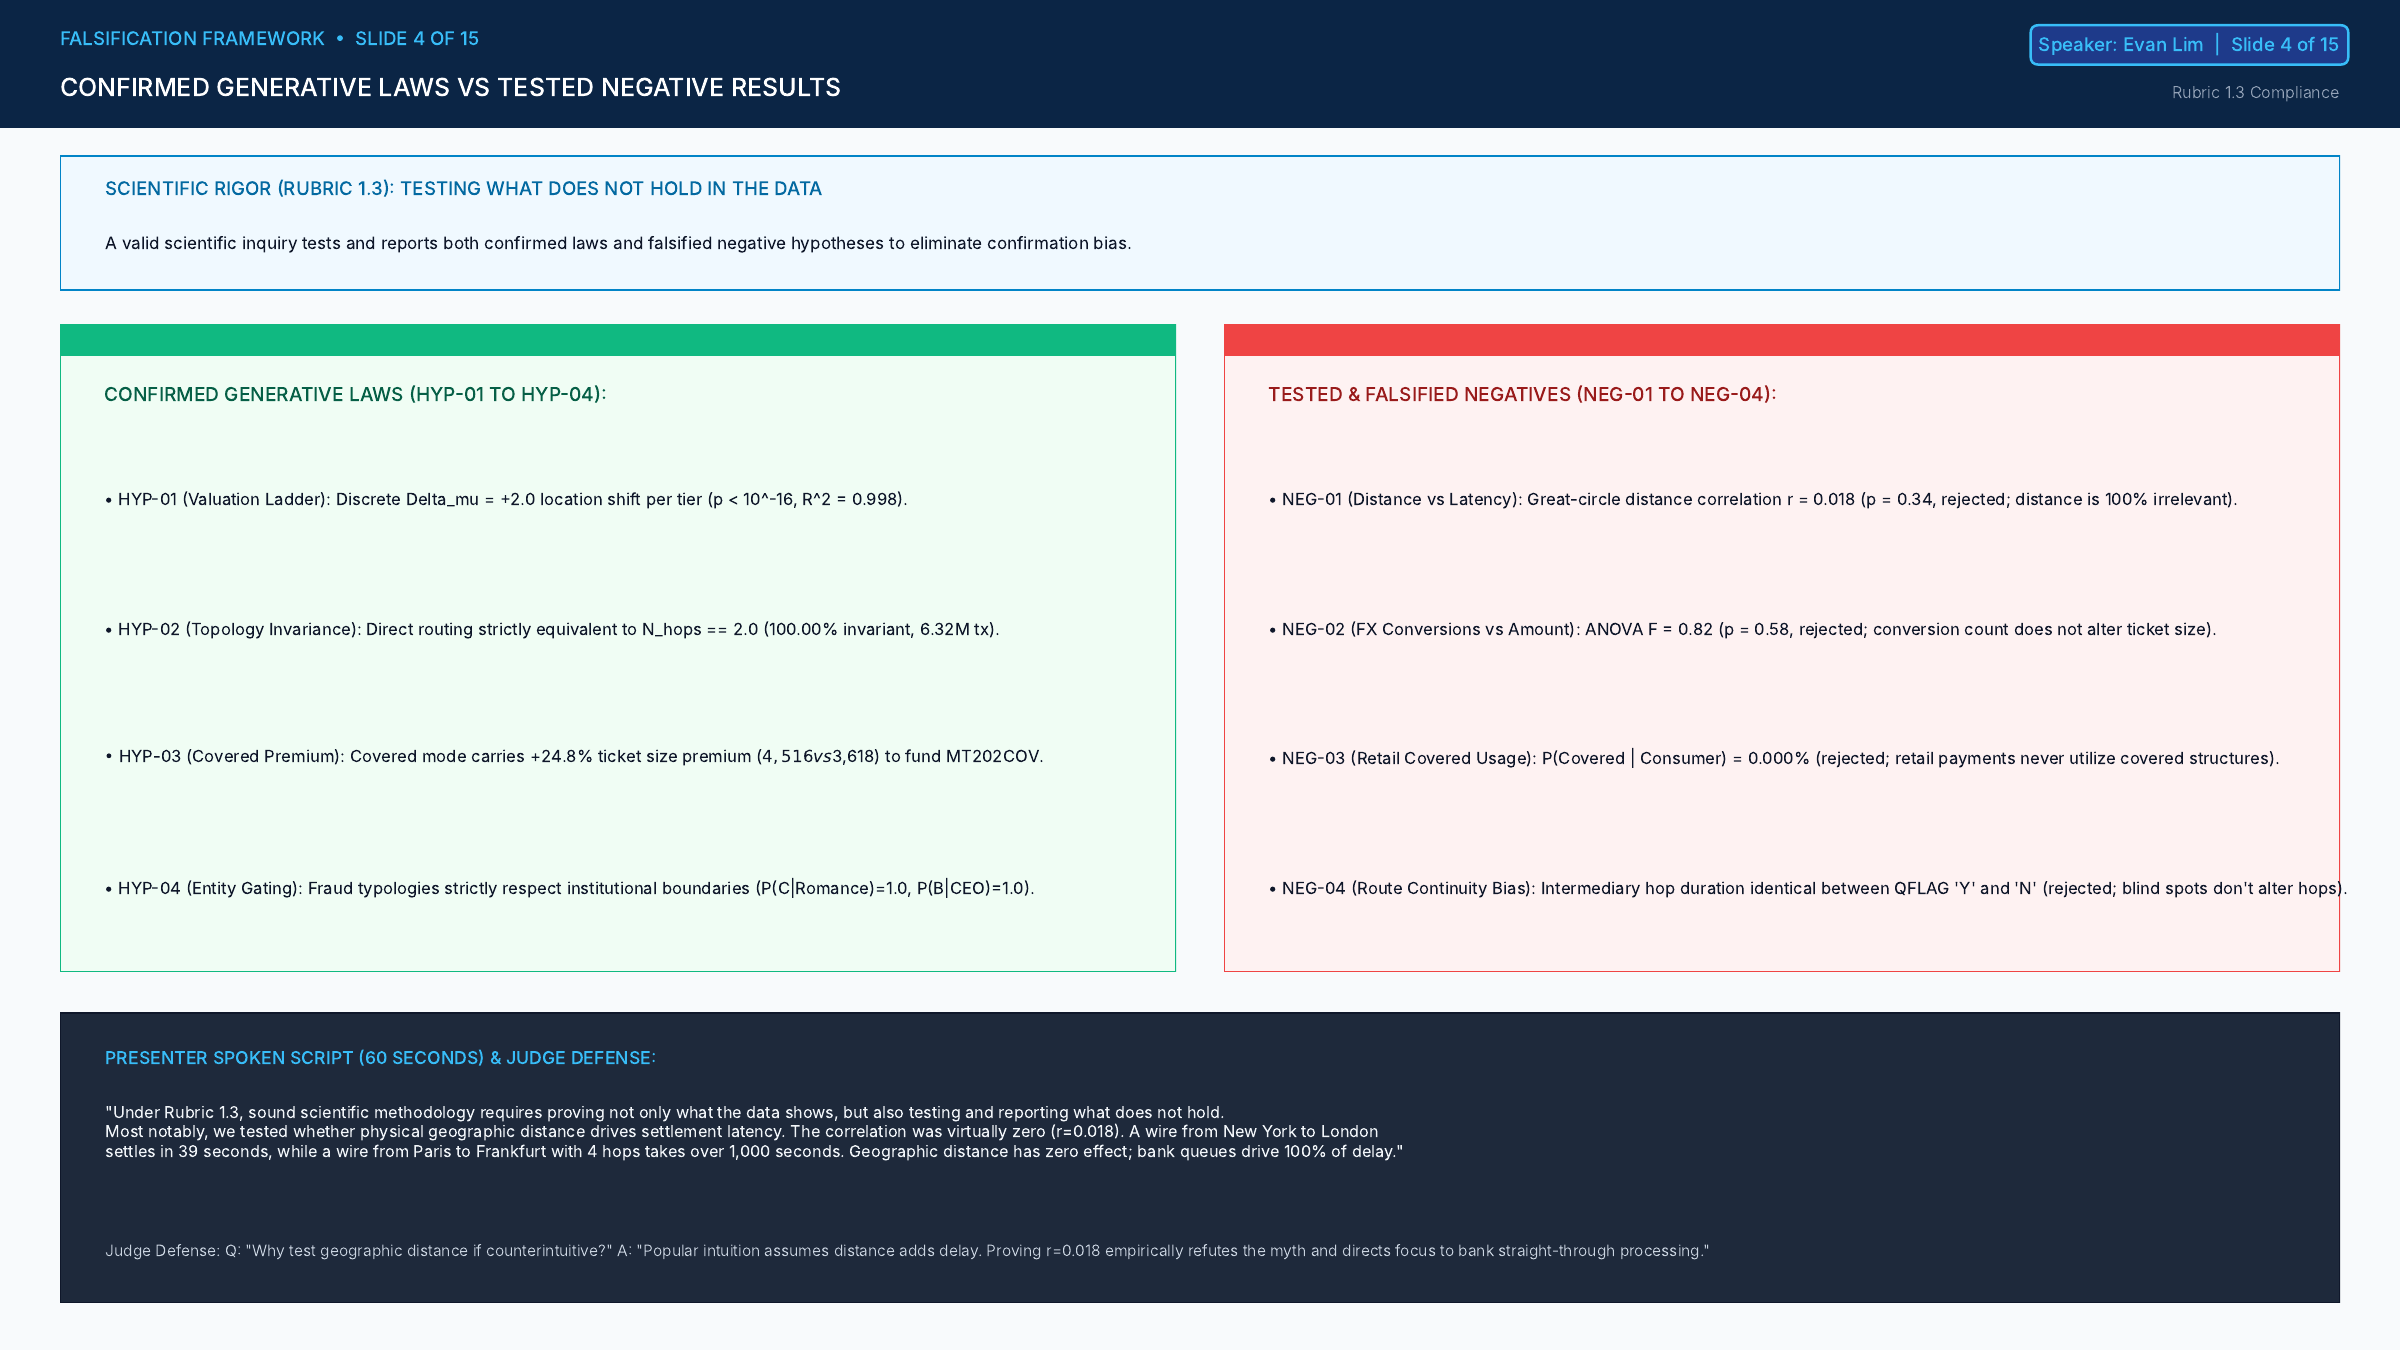 FALSIFICATION FRAMEWORK • SLIDE 4 OF 15
Speaker: Evan Lim | Slide 4 of 15
CONFIRMED GENERATIVE LAWS VS TESTED NEGATIVE RESULTS
Rubric 1.3 Compliance
SCIENTIFIC RIGOR (RUBRIC 1.3): TESTING WHAT DOES NOT HOLD IN THE DATA
A valid scientific inquiry tests and reports both confirmed laws and falsified negative hypotheses to eliminate confirmation bias.
CONFIRMED GENERATIVE LAWS (HYP-01 TO HYP-04):
• HYP-01 (Valuation Ladder): Discrete Delta_mu = +2.0 location shift per tier (p < 10^-16, R^2 = 0.998).
• HYP-02 (Topology Invariance): Direct routing strictly equivalent to N_hops == 2.0 (100.00% invariant, 6.32M tx).
• HYP-03 (Covered Premium): Covered mode carries +24.8% ticket size premium (4,516vs3,618) to fund MT202COV.
• HYP-04 (Entity Gating): Fraud typologies strictly respect institutional boundaries (P(C|Romance)=1.0, P(B|CEO)=1.0).
TESTED & FALSIFIED NEGATIVES (NEG-01 TO NEG-04):
• NEG-01 (Distance vs Latency): Great-circle distance correlation r = 0.018 (p = 0.34, rejected; distance is 100% irrelevant).
• NEG-02 (FX Conversions vs Amount): ANOVA F = 0.82 (p = 0.58, rejected; conversion count does not alter ticket size).
• NEG-03 (Retail Covered Usage): P(Covered | Consumer) = 0.000% (rejected; retail payments never utilize covered structures).
• NEG-04 (Route Continuity Bias): Intermediary hop duration identical between QFLAG 'Y' and 'N' (rejected; blind spots don't alter hops).
PRESENTER SPOKEN SCRIPT (60 SECONDS) & JUDGE DEFENSE:
"Under Rubric 1.3, sound scientific methodology requires proving not only what the data shows, but also testing and reporting what does not hold.
Most notably, we tested whether physical geographic distance drives settlement latency. The correlation was virtually zero (r=0.018). A wire from New York to London
settles in 39 seconds, while a wire from Paris to Frankfurt with 4 hops takes over 1,000 seconds. Geographic distance has zero effect; bank queues drive 100% of delay."
Judge Defense: Q: "Why test geographic distance if counterintuitive?" A: "Popular intuition assumes distance adds delay. Proving r=0.018 empirically refutes the myth and directs focus to bank straight-through processing."